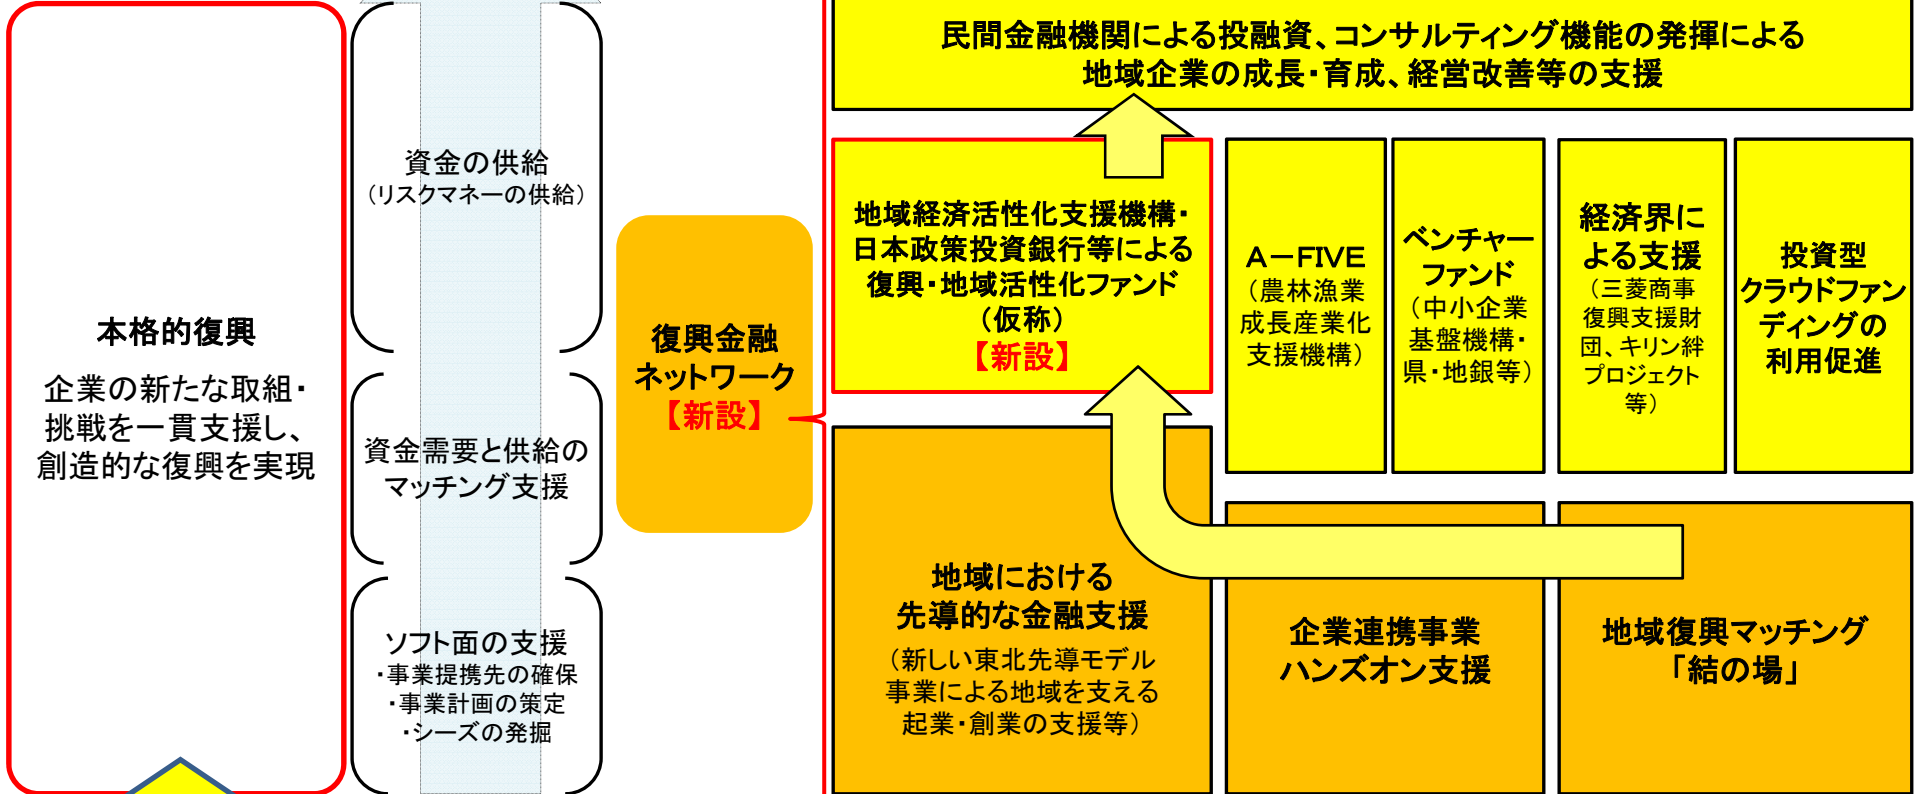 本格的復興
企業の新たな取組・
挑戦を一貫支援し、
創造的な復興を実現
資金の供給
（リスクマネーの供給）
資金需要と供給の
マッチング支援
ソフト面の支援
・事業提携先の確保
・事業計画の策定
・シーズの発掘
復興金融
ネットワーク
【新設】
民間金融機関による投融資、コンサルティング機能の発揮による
地域企業の成長・育成、経営改善等の支援
地域経済活性化支援機構・
日本政策投資銀行等による
復興・地域活性化ファンド
（仮称）
【新設】
A－FIVE
（農林漁業
成長産業化
支援機構）
ベンチャー
ファンド
（中小企業
基盤機構・
県・地銀等）
経済界に
よる支援
（三菱商事
復興支援財
団、キリン絆
プロジェクト
等）
投資型
クラウドファン
ディングの
利用促進
地域における
先導的な金融支援
（新しい東北先導モデル
事業による地域を支える
起業・創業の支援等）
企業連携事業
ハンズオン支援
地域復興マッチング
「結の場」